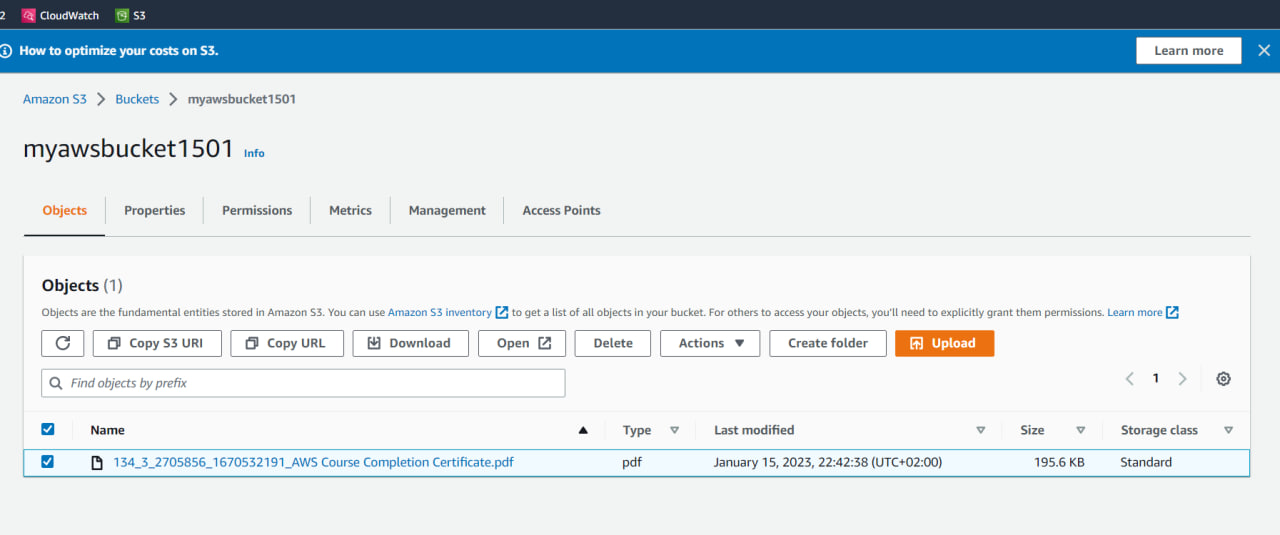 2 CloudWatch S3
How to optimize your costs on S3. Learn more
Amazon S3 Buckets myawsbucket1501
myawsbucket1501 Info
Objects Properties Permissions Metrics Management Access Points
Objects (1)
Objects are the fundamental entities stored in Amazon S3. You can use Amazon S3 inventory to get a list of all objects in your bucket. For others to access your objects, you'll need to explicitly grant them permissions. Learn more
Copy S3 URI Copy URL Download Open Delete Actions Create folder Upload
Find objects by prefix 1
Name Type Last modified Size Storage class
134_3_2705856_1670532191_AWS Course Completion Certificate.pdf pdf January 15, 2023, 22:42:38 (UTC+02:00) 195.6 KB Standard